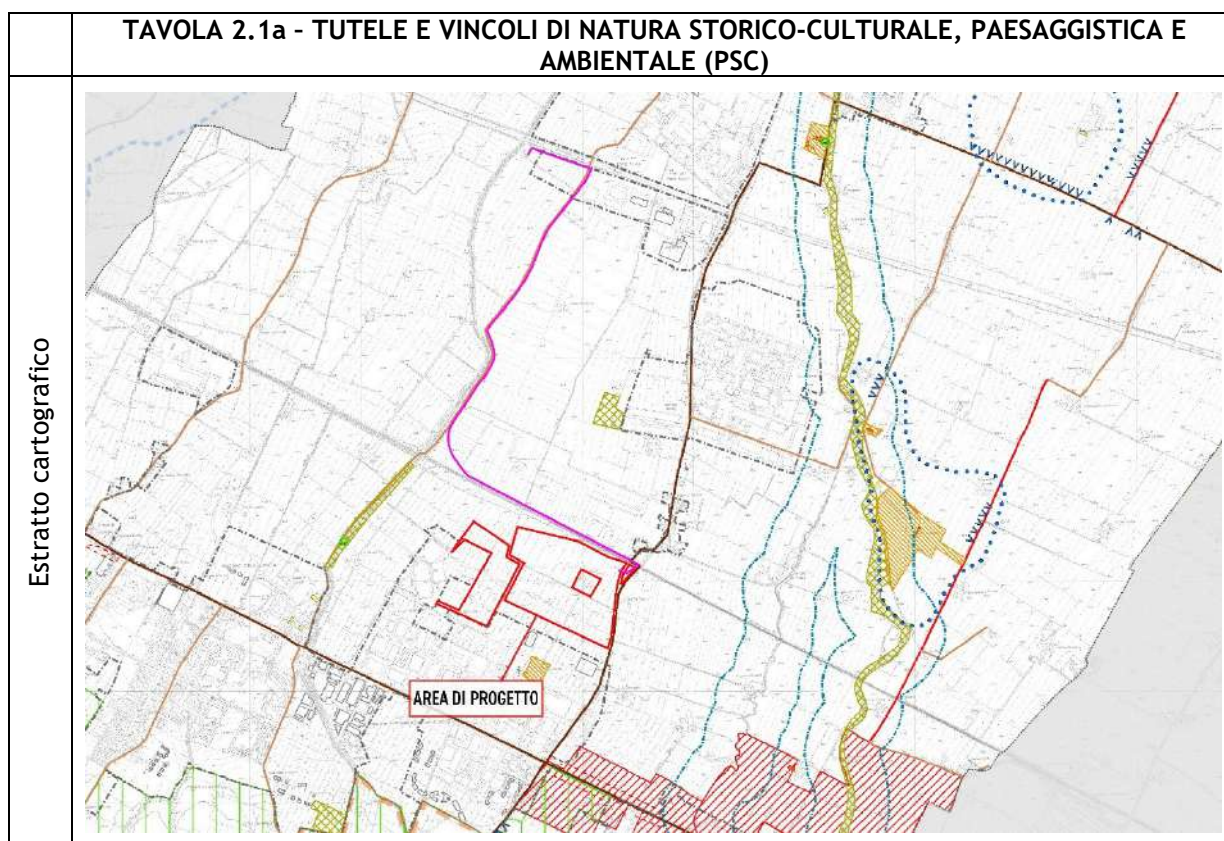 TAVOLA 2.1a - TUTELE E VINCOLI DI NATURA STORICO-CULTURALE, PAESAGGISTICA E
AMBIENTALE (PSC)
Estratto cartografico
AREA DI PROGETTO